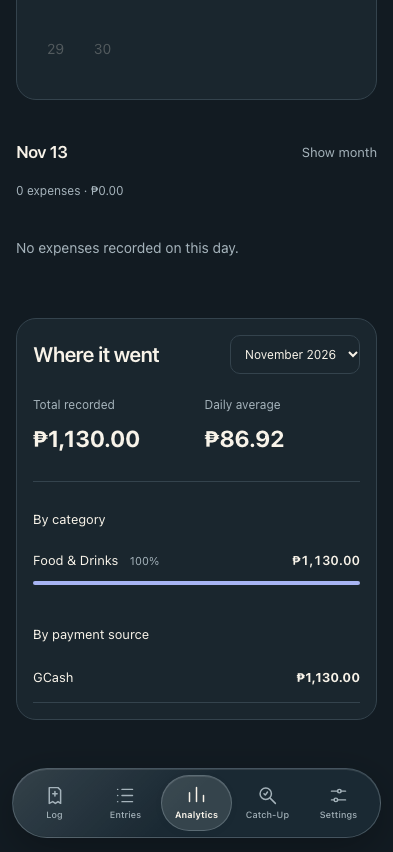 29 30
Nov 13 Show month
0 expenses · ₱0.00
No expenses recorded on this day.
Where it went November 2026
Total recorded Daily average
₱1,130.00 ₱86.92
By category
Food & Drinks 100% ₱1,130.00
By payment source
GCash ₱1,130.00
Log Entries Analytics Catch-Up Settings